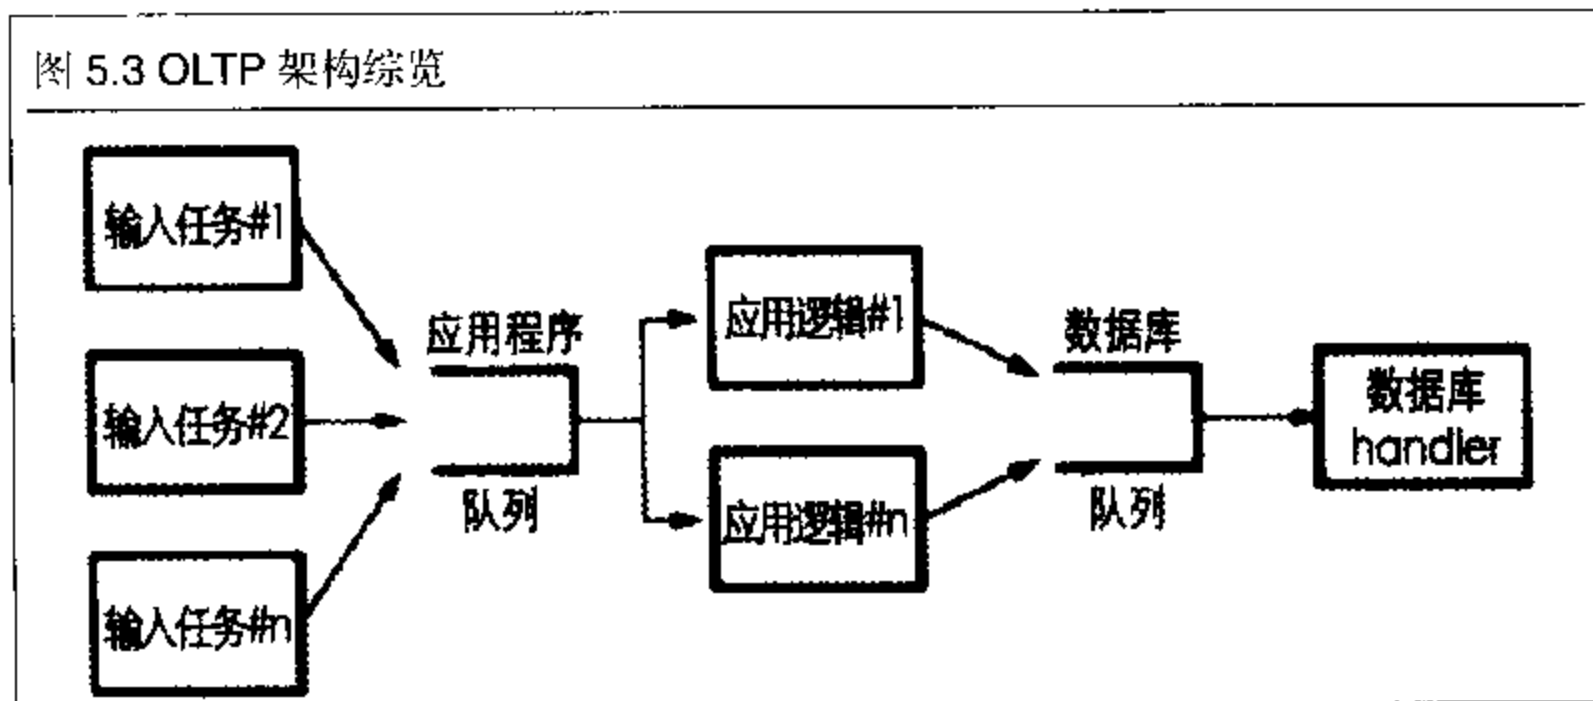 图 5.3 OLTP 架构综览
输入任务#1
输入任务#2
输入任务#n
应用程序
队列
应用逻辑#1
应用逻辑#n
数据库
队列
数据库
handler